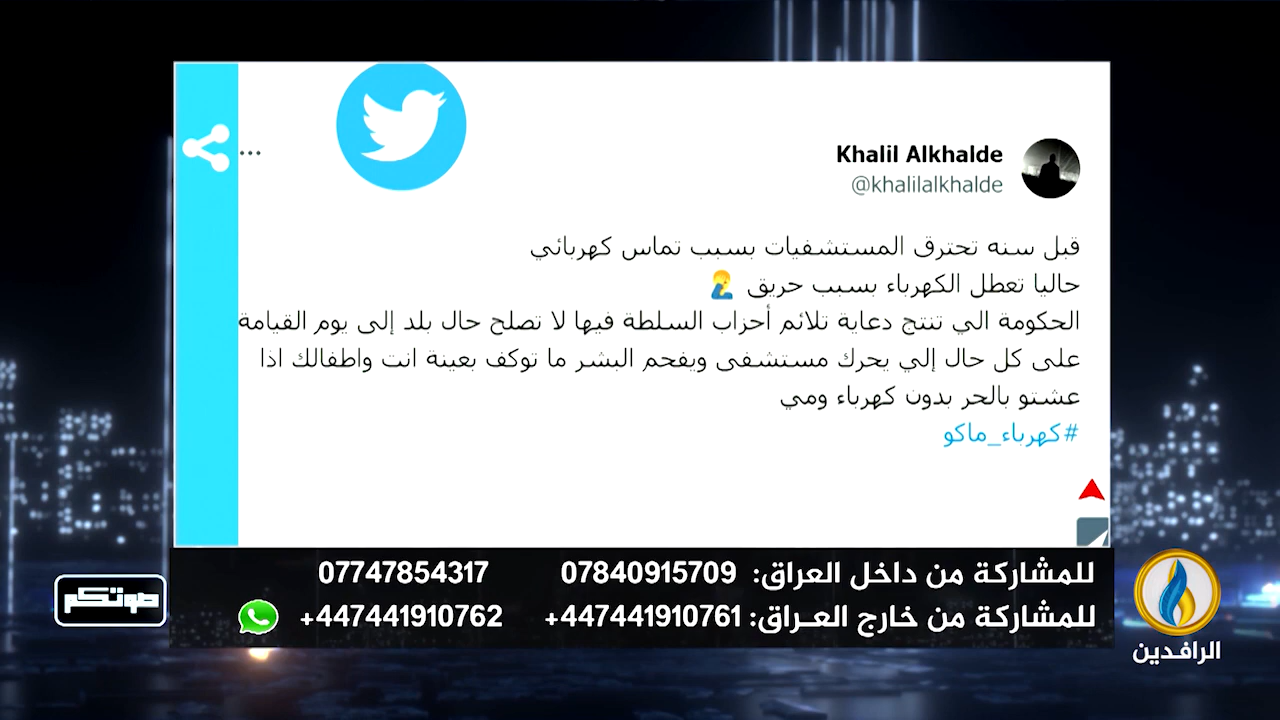 Khalil Alkhalde
@khalilalkhalde
قبل سنه تحترق المستشفيات بسبب تماس كهربائي
حاليا تعطل الكهرباء بسبب حريق 🤦
الحكومة الي تنتج دعاية تلائم أحزاب السلطة فيها لا تصلح حال بلد إلى يوم القيامة
على كل حال إلي يحرك مستشفى ويفحم البشر ما توكف بعينة انت واطفالك اذا
عشتو بالحر بدون كهرباء ومي
#كهرباء_ماكو
للمشاركة من داخل العراق: 07840915709 07747854317
للمشاركة من خارج العـراق: +447441910761 +447441910762
صوتكم
الرافدين